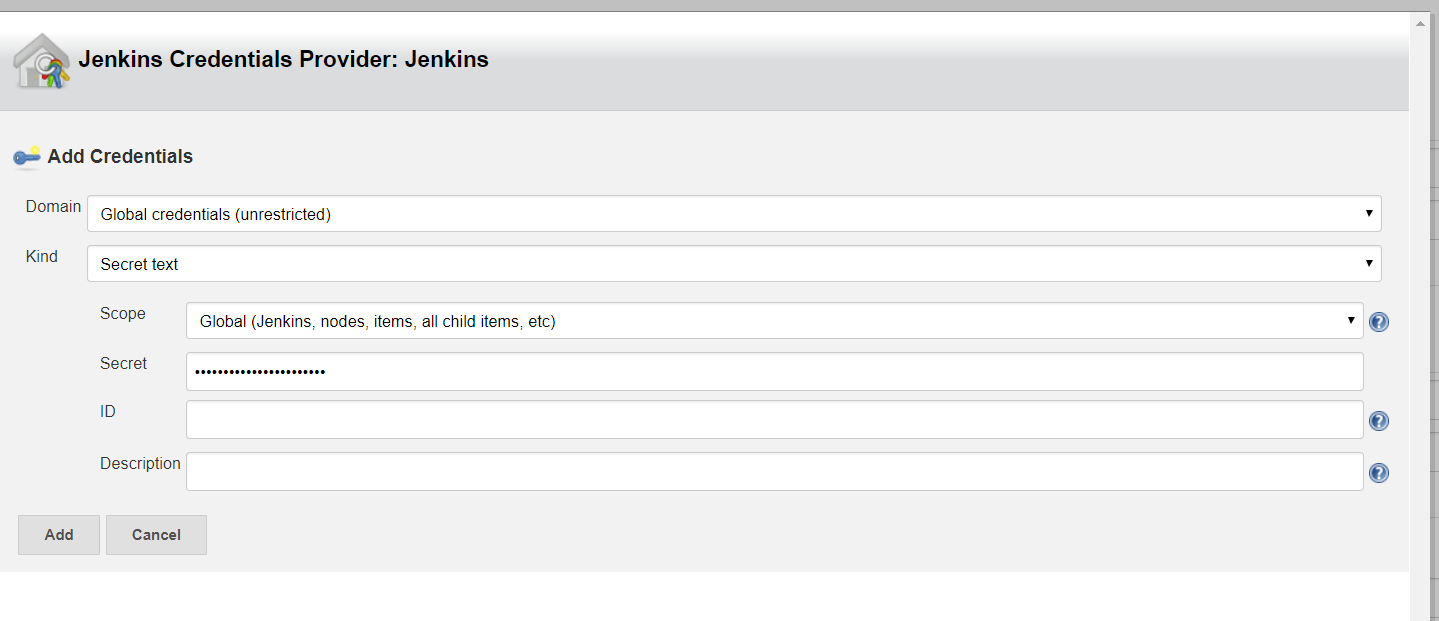 Jenkins Credentials Provider: Jenkins
Add Credentials
Domain
Global credentials (unrestricted)
Kind
Secret text
Scope
Global (Jenkins, nodes, items, all child items, etc)
Secret
•••••••••••••••••••••••
ID
Description
Add
Cancel